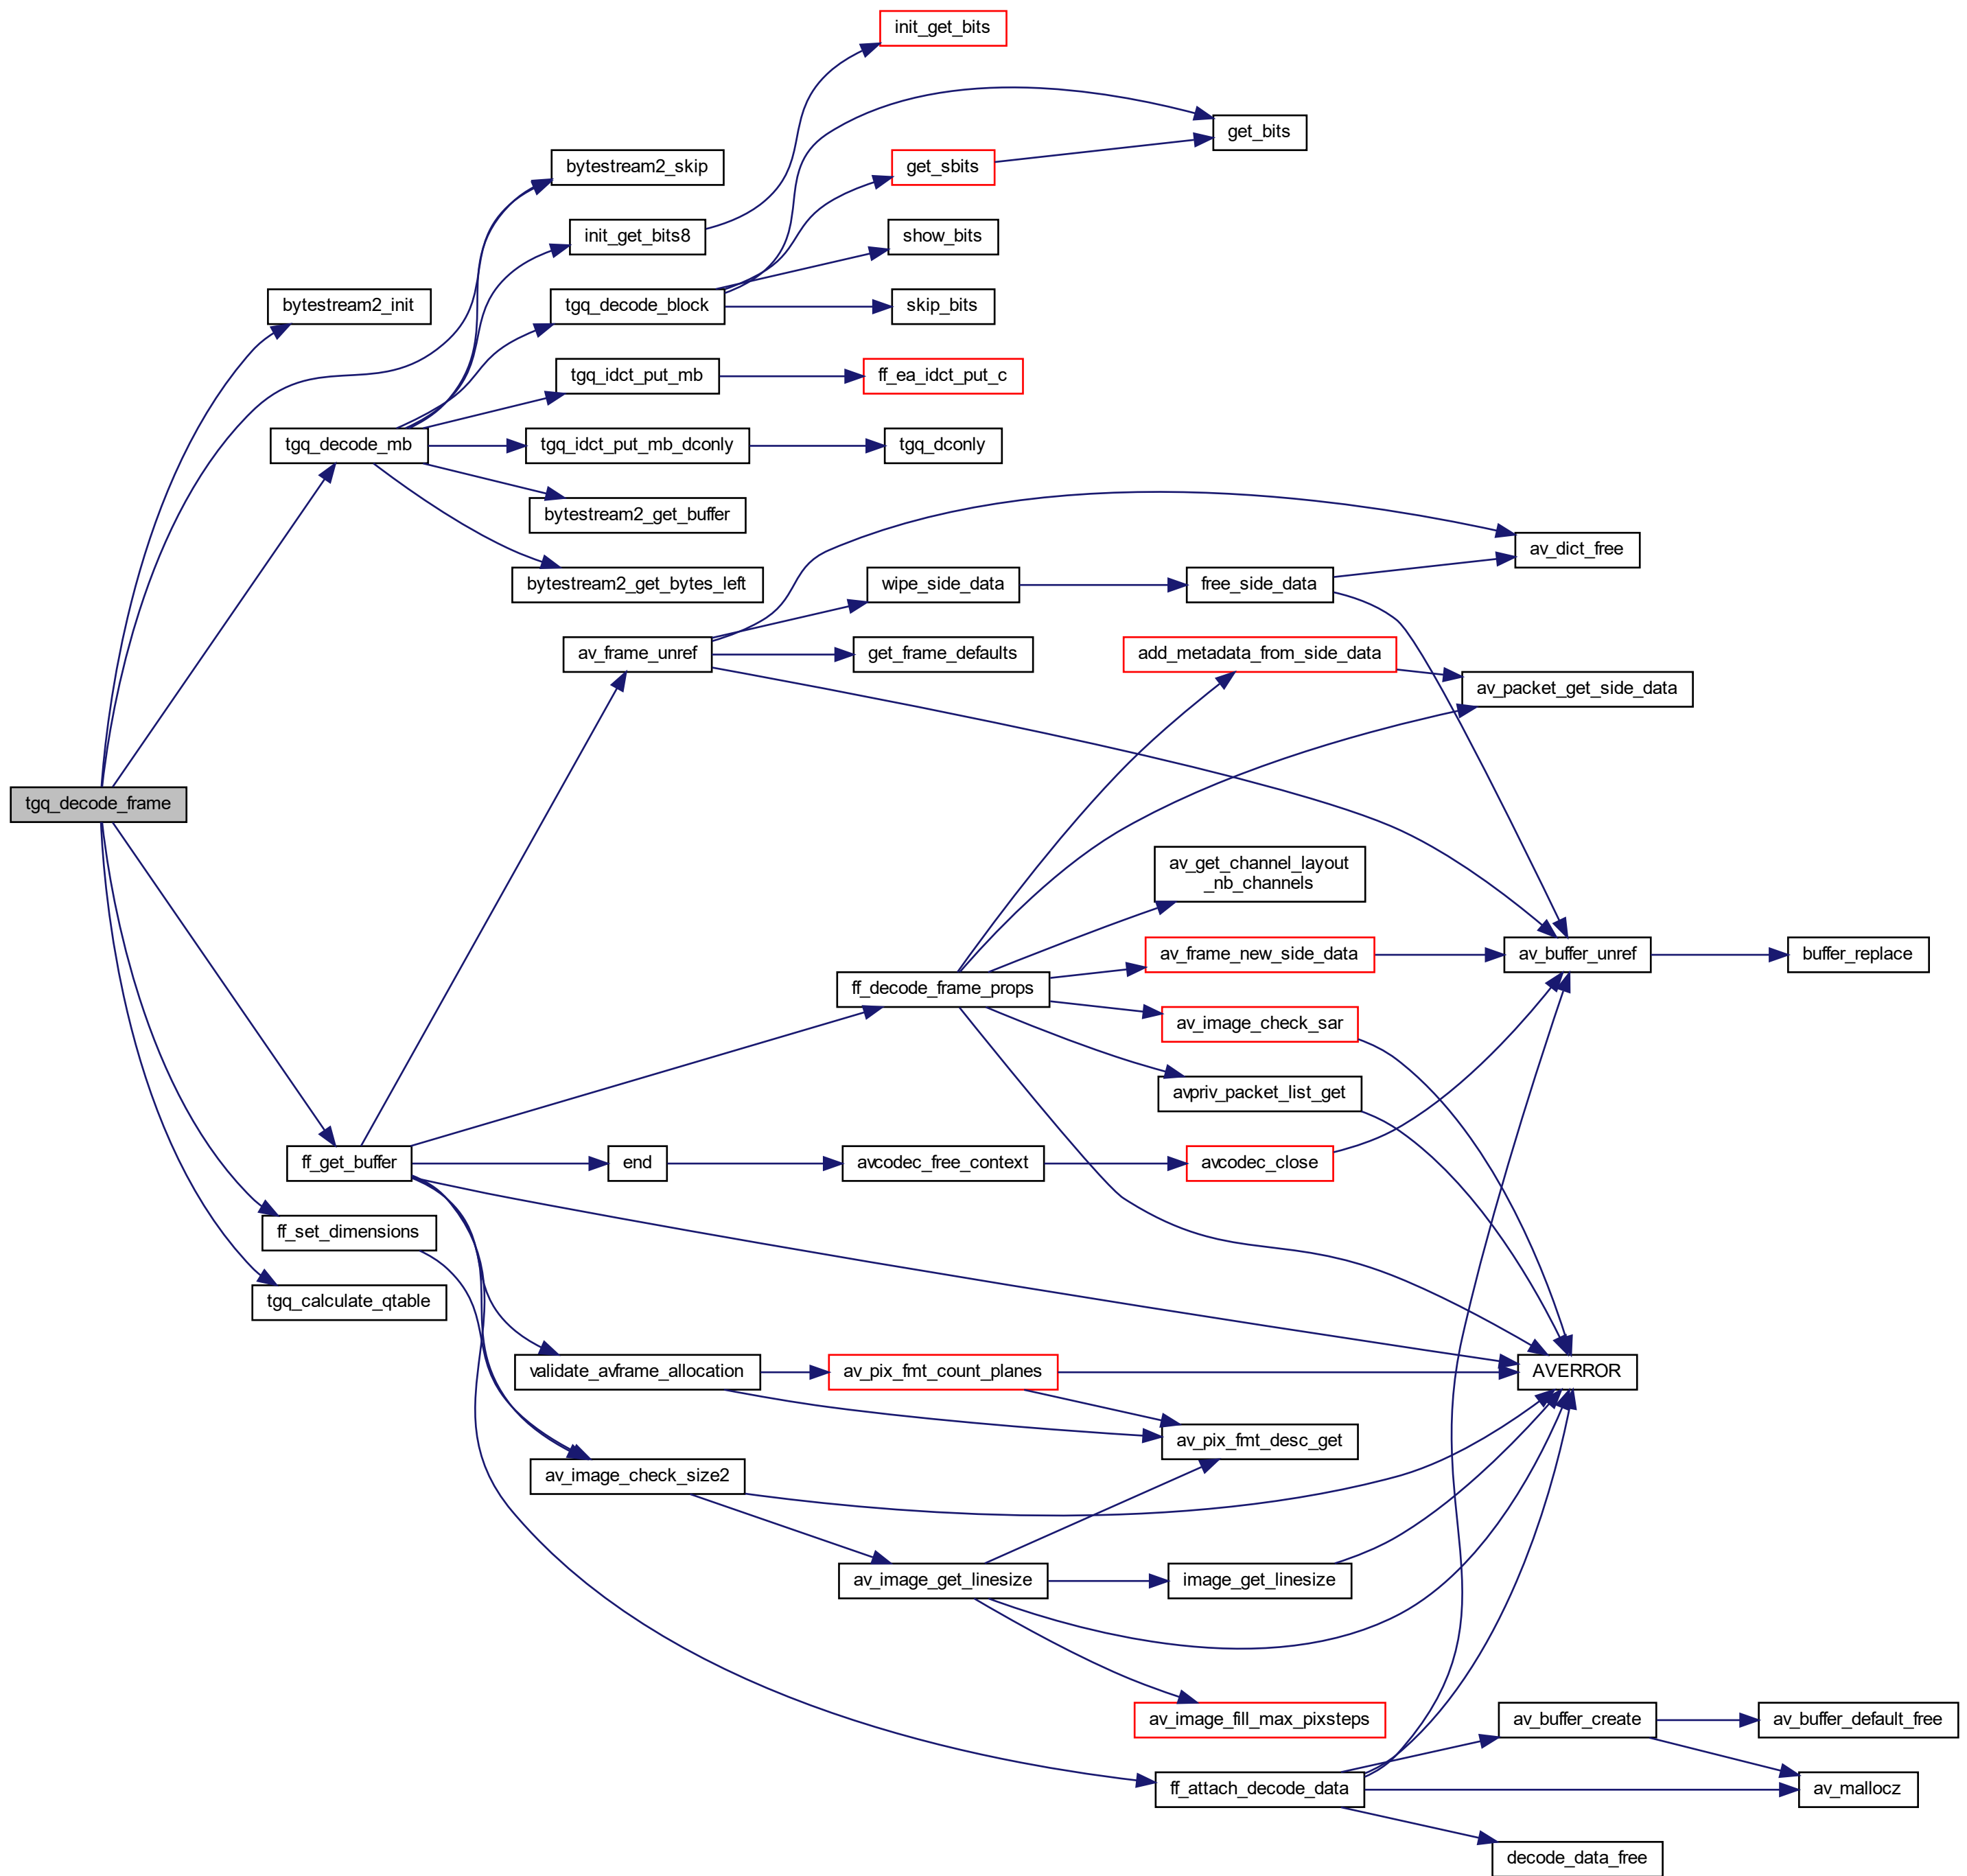 init_get_bits
get_bits
bytestream2_skip
get_sbits
init_get_bits8
show_bits
bytestream2_init
tgq_decode_block
skip_bits
tgq_idct_put_mb
ff_ea_idct_put_c
tgq_decode_mb
tgq_idct_put_mb_dconly
tgq_dconly
bytestream2_get_buffer
av_dict_free
bytestream2_get_bytes_left
wipe_side_data
free_side_data
av_frame_unref
get_frame_defaults
add_metadata_from_side_data
av_packet_get_side_data
tgq_decode_frame
av_get_channel_layout
_nb_channels
av_frame_new_side_data
av_buffer_unref
buffer_replace
ff_decode_frame_props
av_image_check_sar
avpriv_packet_list_get
ff_get_buffer
end
avcodec_free_context
avcodec_close
ff_set_dimensions
tgq_calculate_qtable
validate_avframe_allocation
av_pix_fmt_count_planes
AVERROR
av_pix_fmt_desc_get
av_image_check_size2
av_image_get_linesize
image_get_linesize
av_image_fill_max_pixsteps
av_buffer_create
av_buffer_default_free
ff_attach_decode_data
av_mallocz
decode_data_free